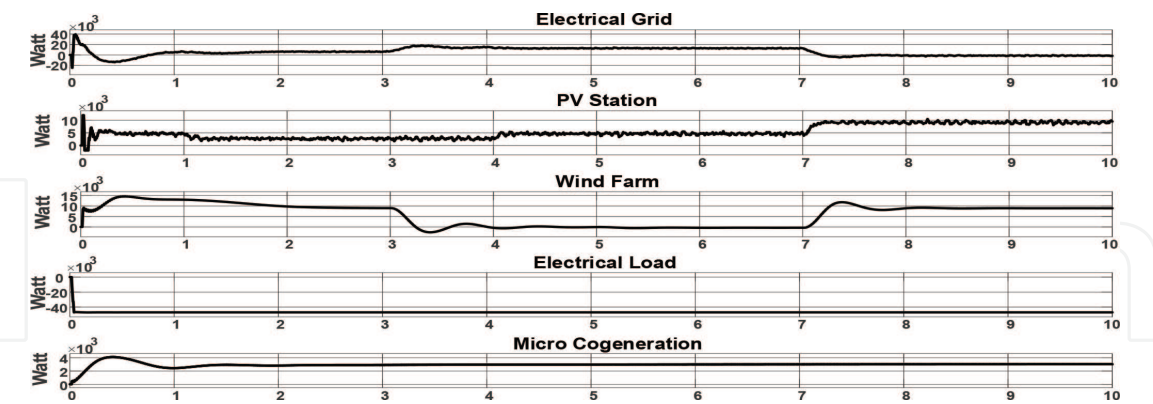 Electrical Grid
×10³
Watt
40
20
0
-20
0 1 2 3 4 5 6 7 8 9 10
PV Station
×10³
Watt
10
5
0
0 1 2 3 4 5 6 7 8 9 10
Wind Farm
×10³
Watt
15
10
5
0
0 1 2 3 4 5 6 7 8 9 10
Electrical Load
×10³
Watt
0
-20
-40
0 1 2 3 4 5 6 7 8 9 10
Micro Cogeneration
×10³
Watt
4
2
0
0 1 2 3 4 5 6 7 8 9 10